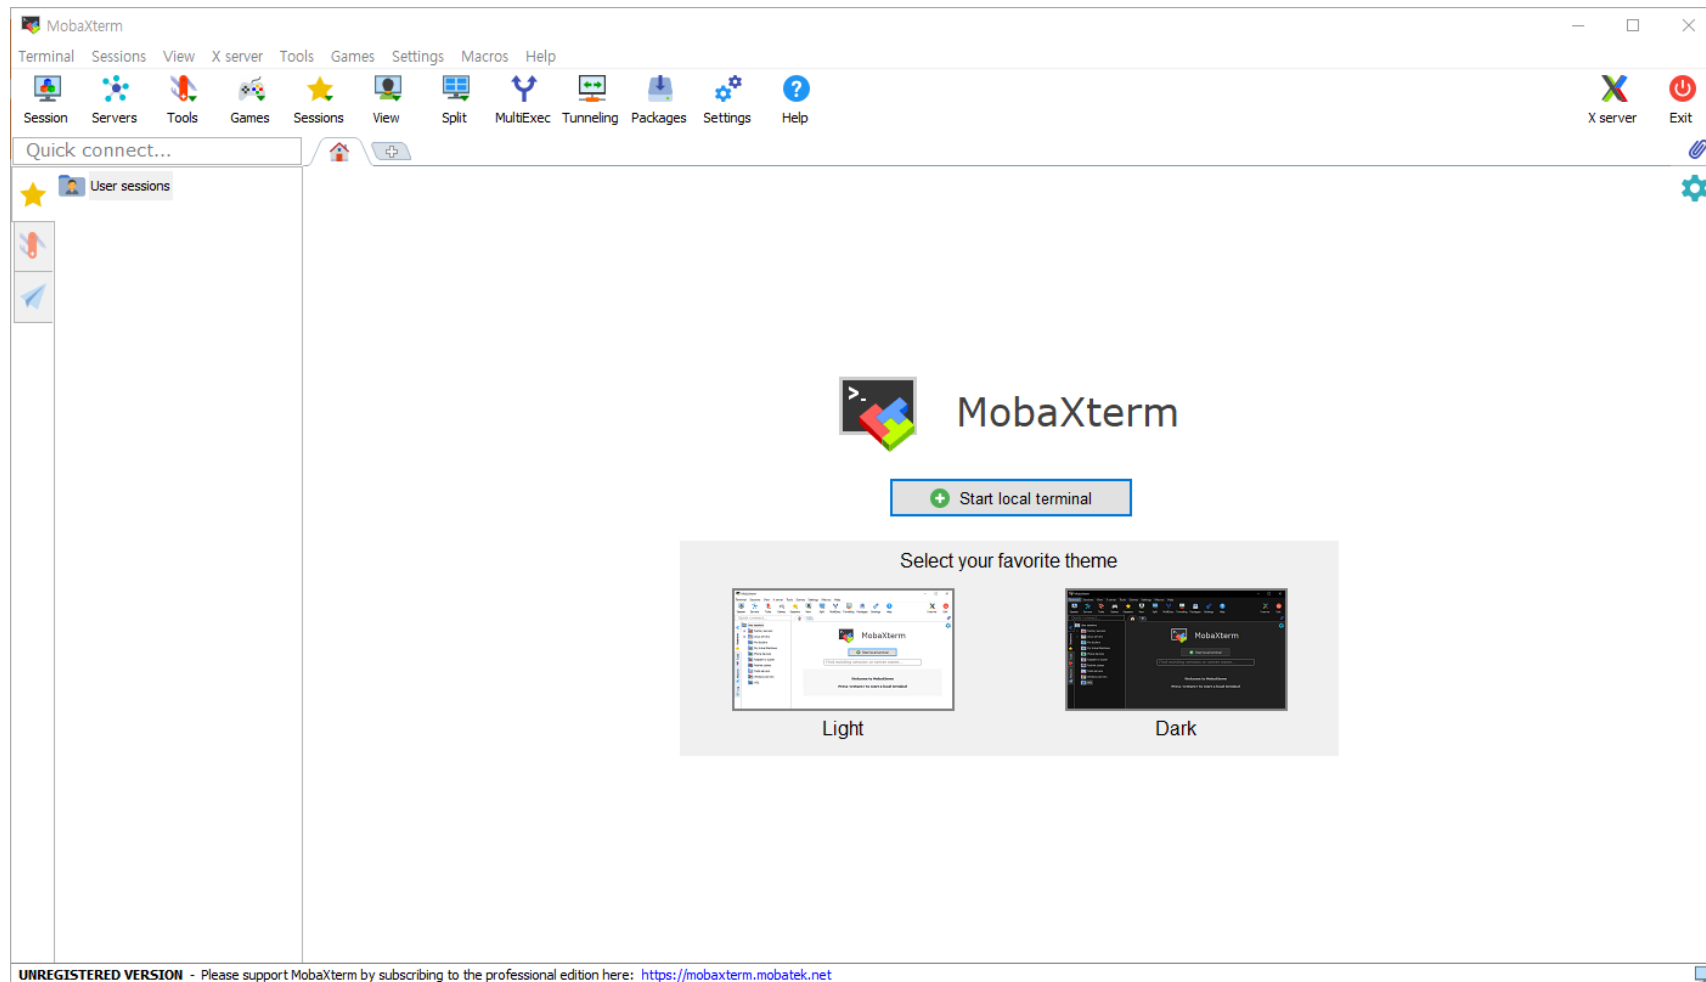 MobaXterm
Terminal Sessions View X server Tools Games Settings Macros Help
Session Servers Tools Games Sessions View Split MultiExec Tunneling Packages Settings Help X server Exit
Quick connect...
User sessions
>_
MobaXterm
Start local terminal
Select your favorite theme
MobaXterm
MobaXterm
Light Dark
UNREGISTERED VERSION - Please support MobaXterm by subscribing to the professional edition here: https://mobaxterm.mobatek.net